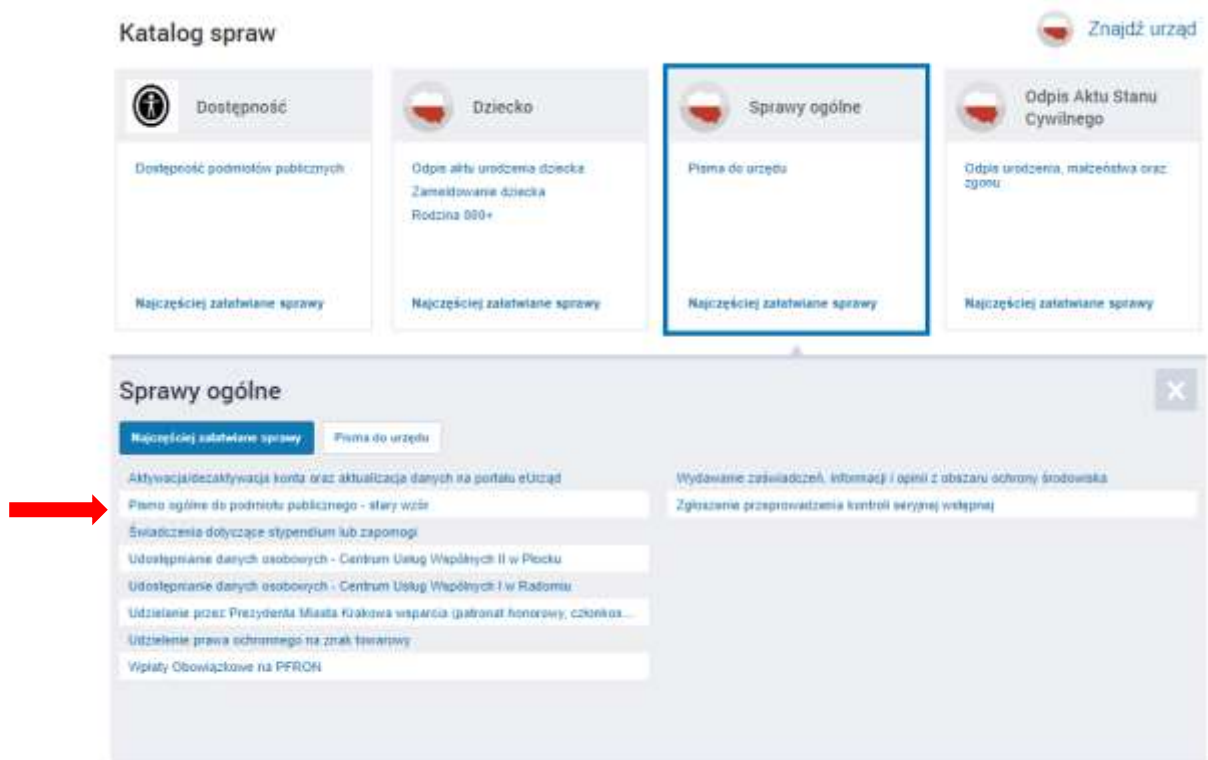 Katalog spraw
Znajdź urząd
Dostępność
Dziecko
Sprawy ogólne
Odpis Aktu Stanu
Cywilnego
Dostępność podmiotów publicznych
Odpis aktu urodzenia dziecka
Zameldowanie dziecka
Rodzina
Pisma do urzędu
Odpis urodzenia, małżeństwa oraz
zgonu
Najczęściej załatwiane sprawy
Najczęściej załatwiane sprawy
Najczęściej załatwiane sprawy
Najczęściej załatwiane sprawy
Sprawy ogólne
Najczęściej załatwiane sprawy
Pisma do urzędu
Aktywacja/dezaktywacja konta oraz aktualizacja danych na portalu eUrząd
Pismo ogólne do podmiotu publicznego - stary wzór
Świadczenia dotyczące stypendium lub zapomogi
Udostępnianie danych osobowych - Centrum Usług Wspólnych II w Płocku
Udostępnianie danych osobowych - Centrum Usług Wspólnych I w Radomiu
Udzielanie przez Prezydenta Miasta Krakowa wsparcia (patronat honorowy, członkos...
Udzielenie prawa ochronnego na znak towarowy
Wpłaty Obowiązkowe na PFRON
Wydawanie zaświadczeń, informacji i opinii z obszaru ochrony środowiska
Zgłoszenie przeprowadzenia kontroli seryjnej wstępnej